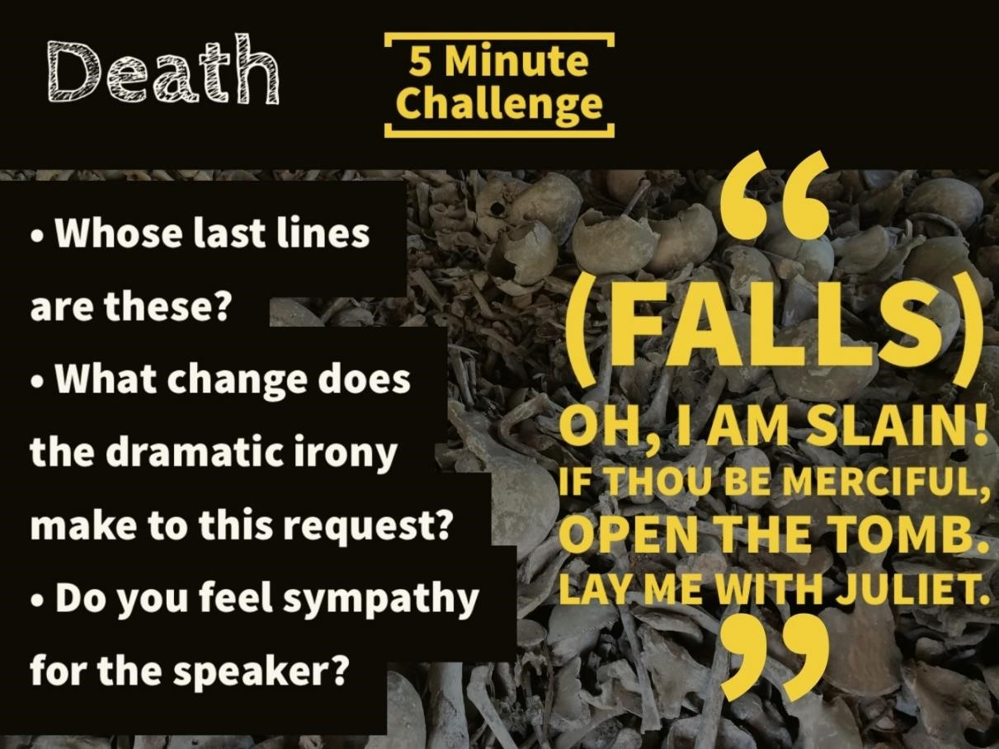 Death
5 Minute
Challenge
• Whose last lines
are these?
• What change does
the dramatic irony
make to this request?
• Do you feel sympathy
for the speaker?
“
(FALLS)
OH, I AM SLAIN!
IF THOU BE MERCIFUL,
OPEN THE TOMB.
LAY ME WITH JULIET.
”